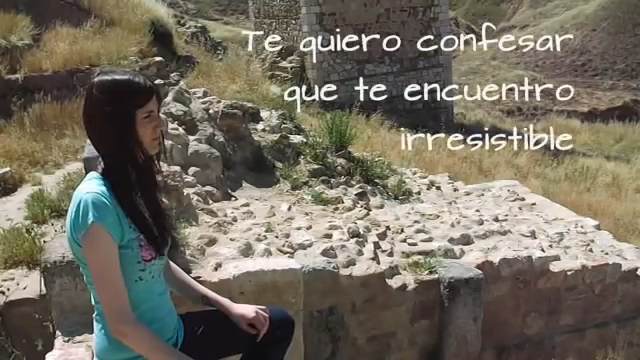 Te quiero confesar
que te encuentro
irresistible